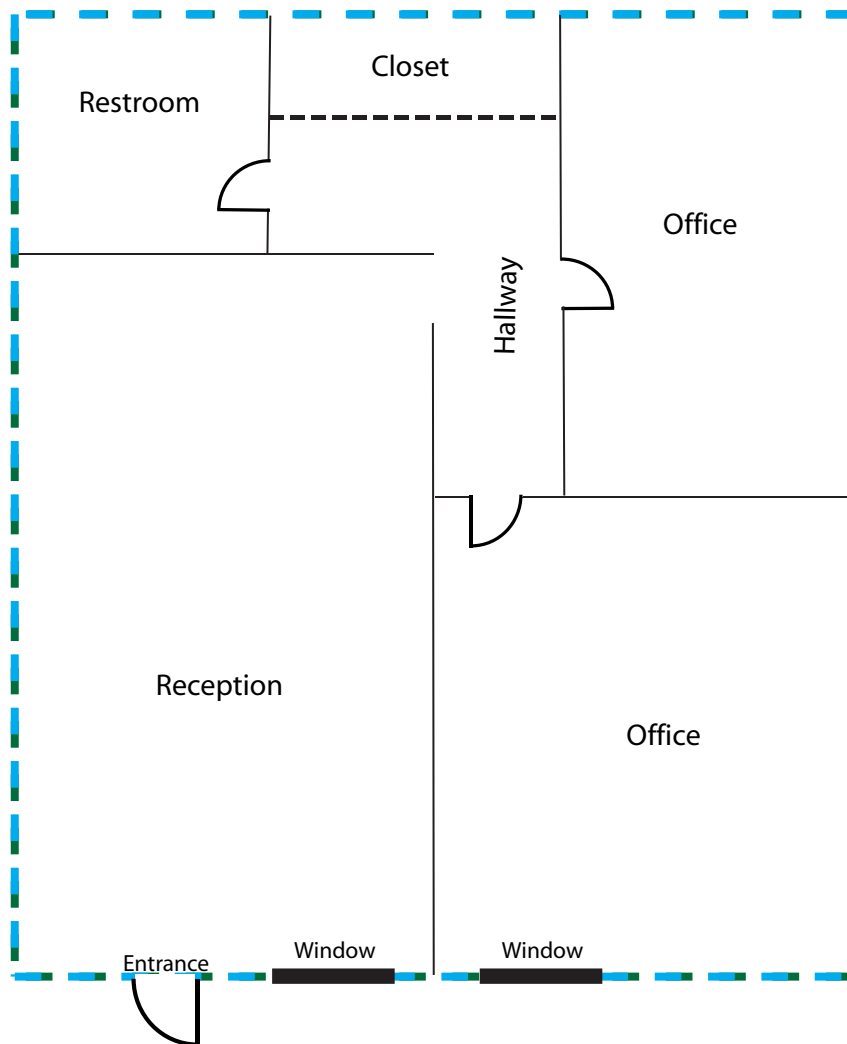 Closet
Restroom
Office
Hallway
Reception
Office
Entrance
Window
Window